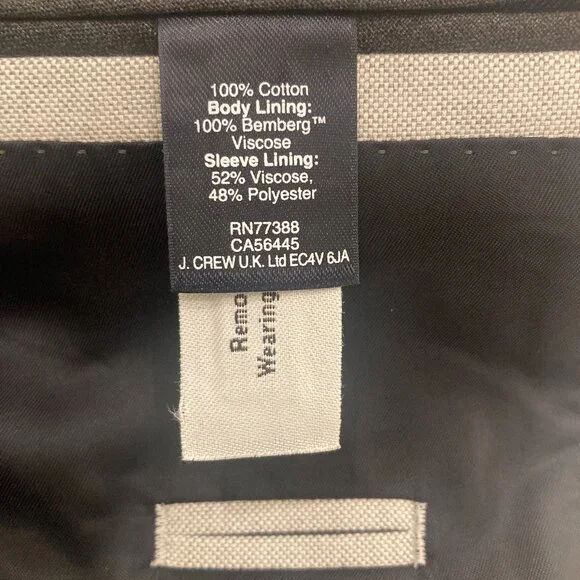 100% Cotton
Body Lining:
100% Bemberg™
Viscose
Sleeve Lining:
52% Viscose,
48% Polyester
RN77388
CA56445
J. CREW U.K. Ltd EC4V 6JA
Remo
Wearing